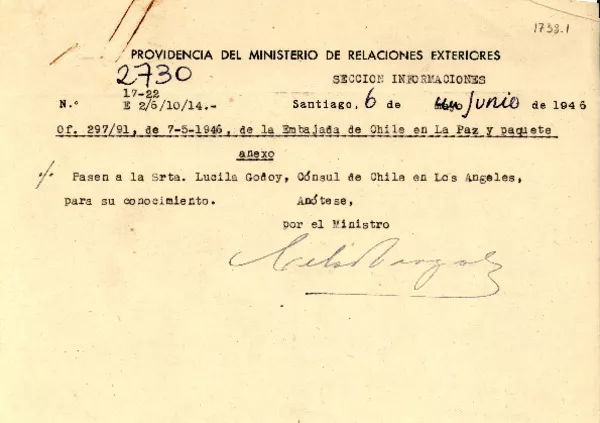 1738.1
PROVIDENCIA DEL MINISTERIO DE RELACIONES EXTERIORES
2730
SECCION INFORMACIONES
17-22
N.° E 2/6/10/14.- Santiago, 6 de Junio de 1946
Of. 297/91, de 7-5-1946, de la Embajada de Chile en La Paz y paquete
anexo
Pasen a la Srta. Lucila Godoy, Cónsul de Chile en Los Angeles,
para su conocimiento. Anótese,
por el Ministro